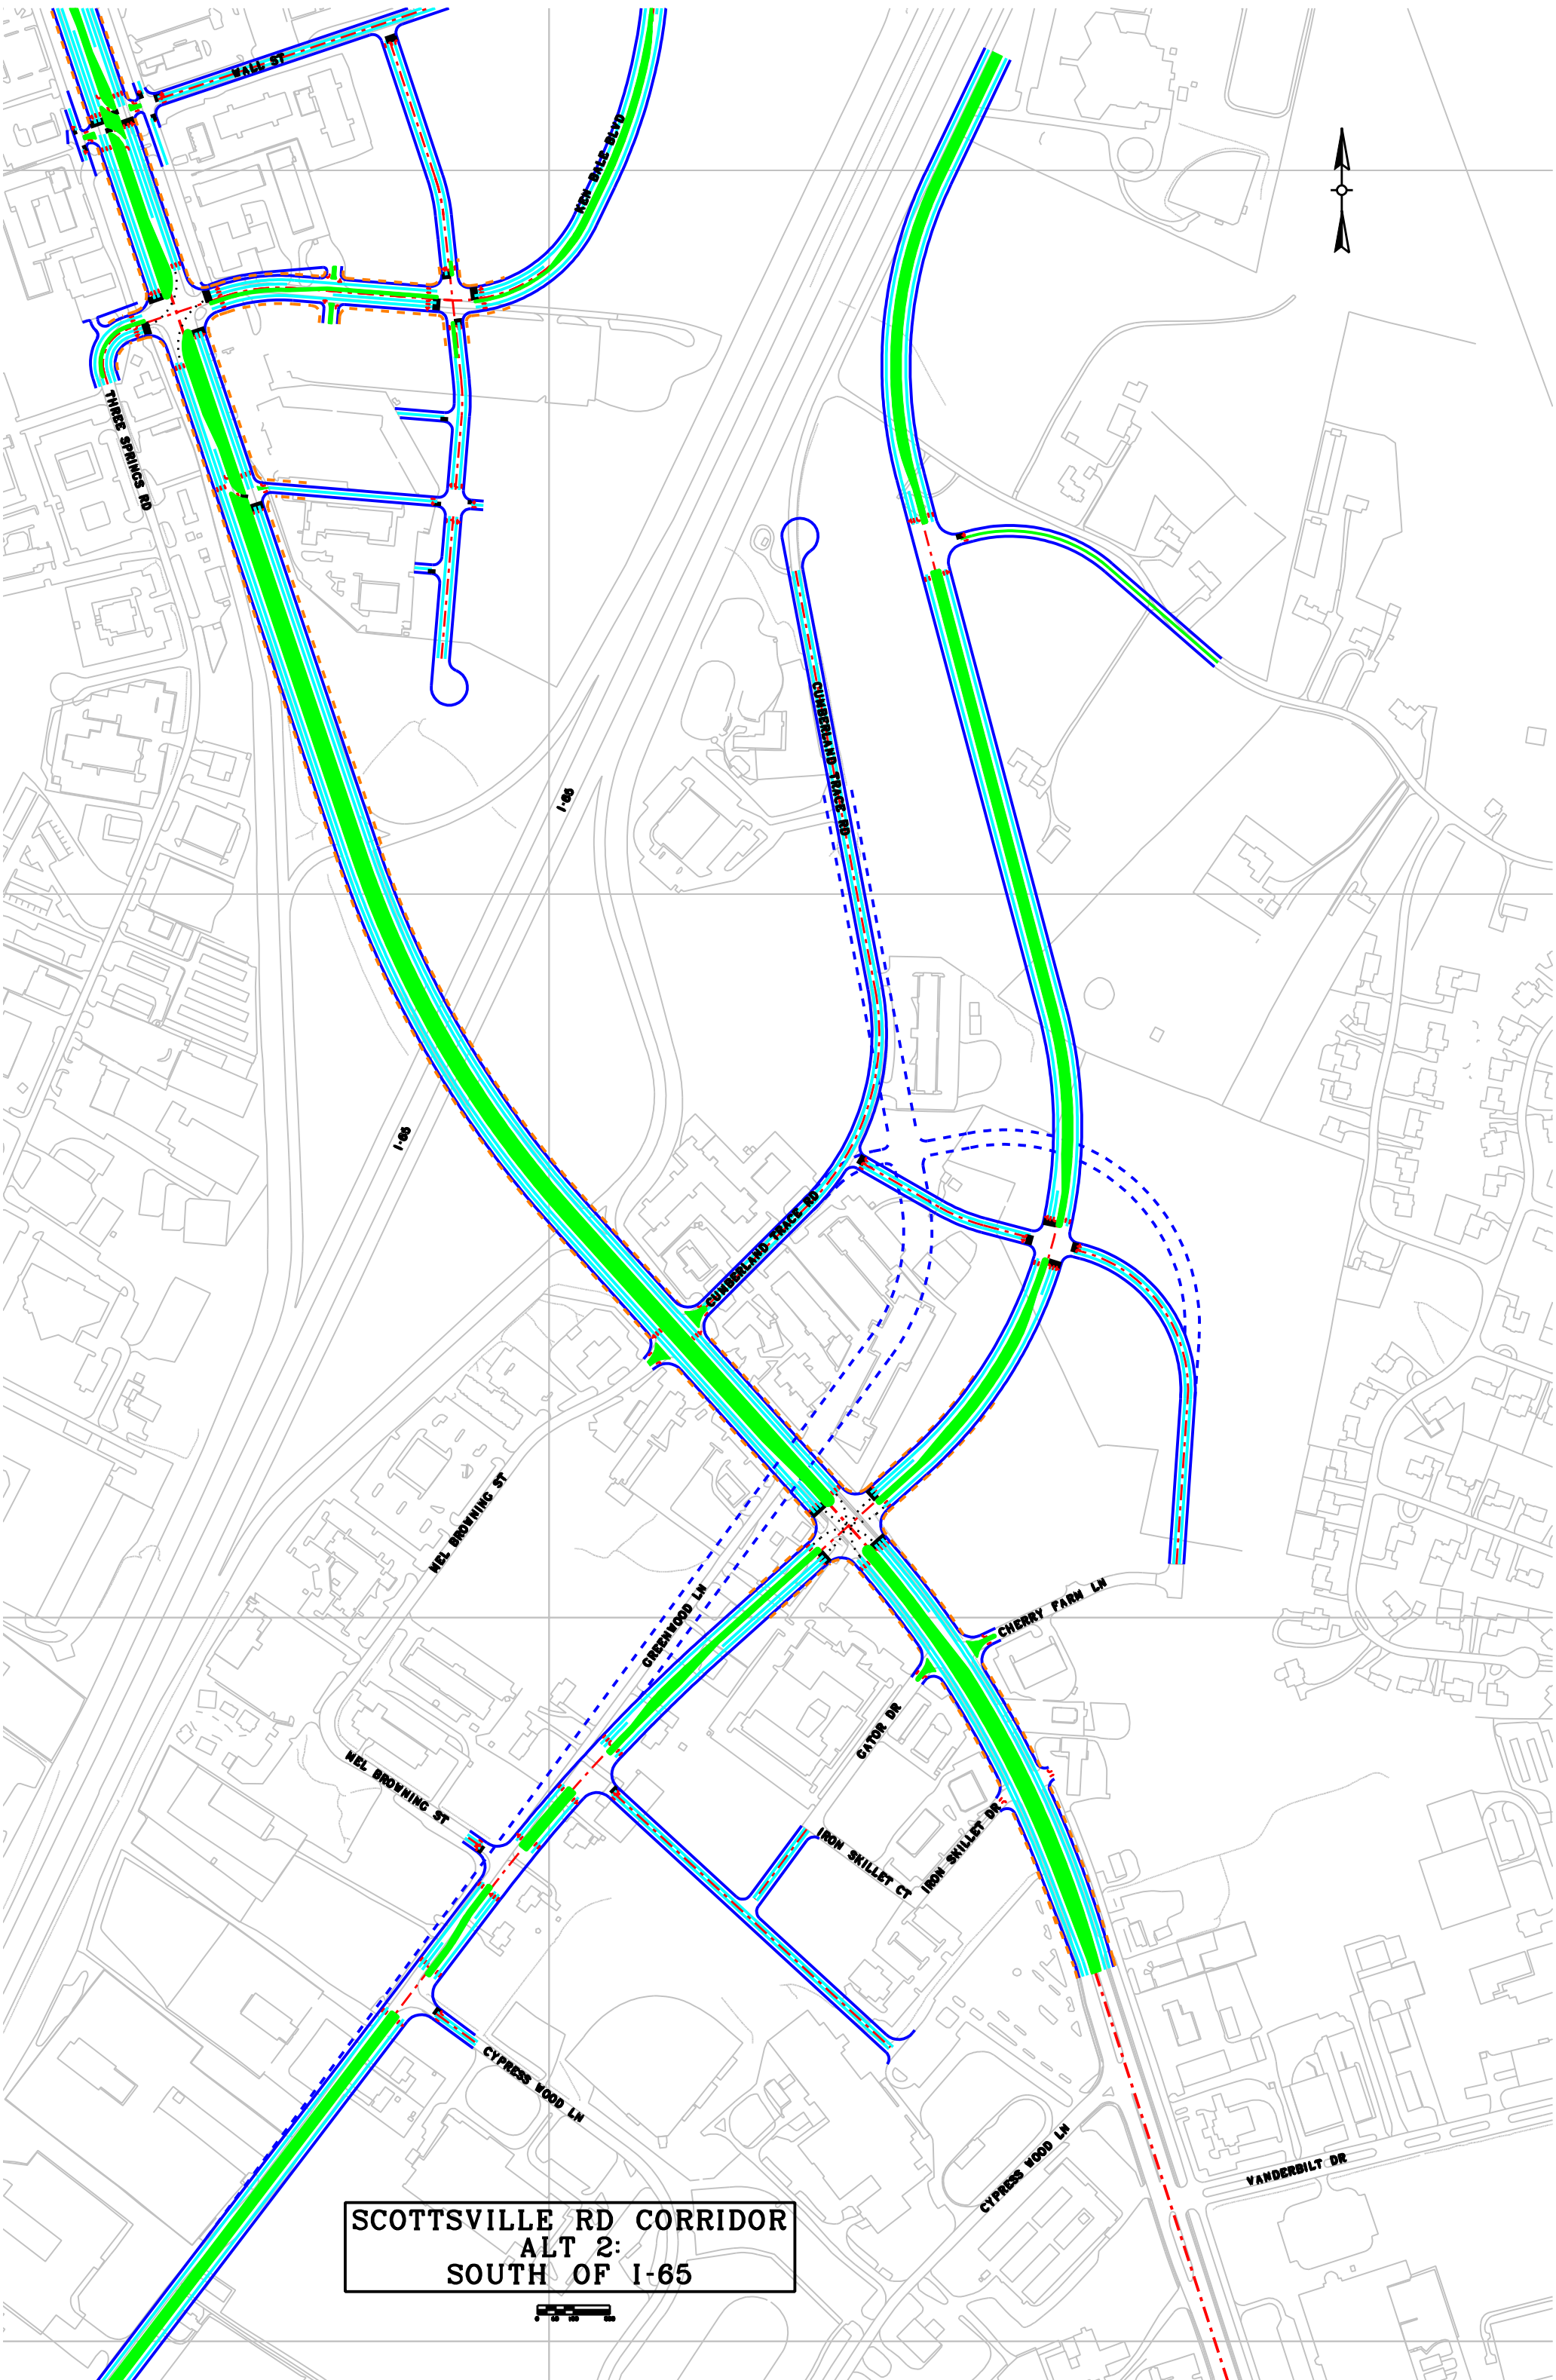 WALL ST
KEN BALE BLVD
THREE SPRINGS RD
CUMBERLAND TRACE RD
I-65
I-65
CUMBERLAND TRACE RD
MEL BROWNING ST
GREENWOOD LN
CHERRY FARM LN
GATOR DR
MEL BROWNING ST
IRON SKILLET CT
IRON SKILLET DR
CYPRESS WOOD LN
CYPRESS WOOD LN
VANDERBILT DR
SCOTTSVILLE RD CORRIDOR
ALT 2:
SOUTH OF I-65